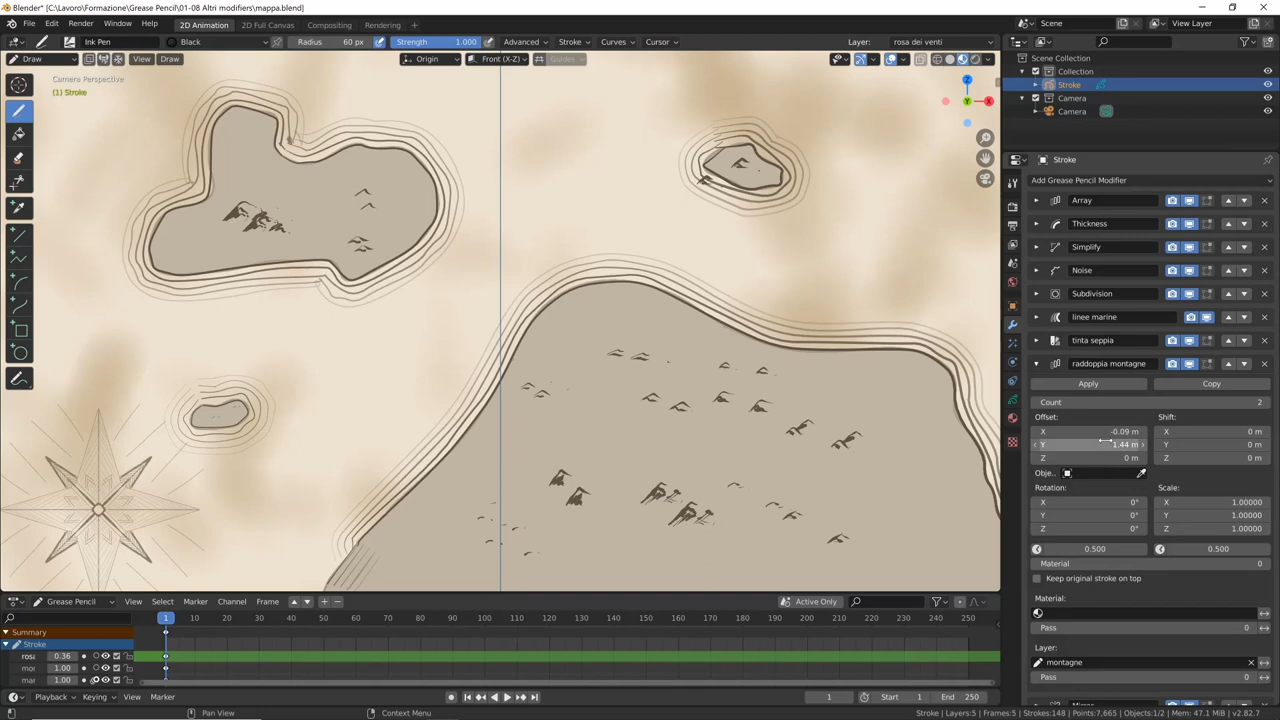 Blender* [C:\Lavoro\Formazione\Grease Pencil\01-08 Altri modifiers\mappa.blend]
File Edit Render Window Help 2D Animation 2D Full Canvas Compositing Rendering + Scene View Layer
Ink Pen Black Radius 60 px Strength 1.000 Advanced Stroke Curves Cursor Layer: rosa dei venti
Draw View Draw Origin Front (X-Z) Guides
Camera Perspective
(1) Stroke
Z
Y
X
Scene Collection
Collection
Stroke
Camera
Camera
Stroke
Add Grease Pencil Modifier
Array
Thickness
Simplify
Noise
Subdivision
linee marine
tinta seppia
raddoppia montagne
Apply Copy
Count 2
Offset: Shift:
X -0.09 m X 0 m
Y 1.44 m Y 0 m
Z 0 m Z 0 m
Obje..
Rotation: Scale:
X 0° X 1.00000
Y 0° Y 1.00000
Z 0° Z 1.00000
0.500 0.500
Material 0
Keep original stroke on top
Material:
Pass 0
Layer:
montagne
Pass 0
Grease Pencil View Select Marker Channel Frame Active Only
1 10 20 30 40 50 60 70 80 90 100 110 120 130 140 150 160 170 180 190 200 210 220 230 240 250
Summary
Stroke
rosa 0.36
mor 1.00
mar 1.00
Playback Keying View Marker 1 Start 1 End 250
Select Pan View Context Menu Stroke | Layers:5 | Frames:5 | Strokes:148 | Points:7,665 | Objects:1/2 | Mem: 47.1 MiB | v2.82.7